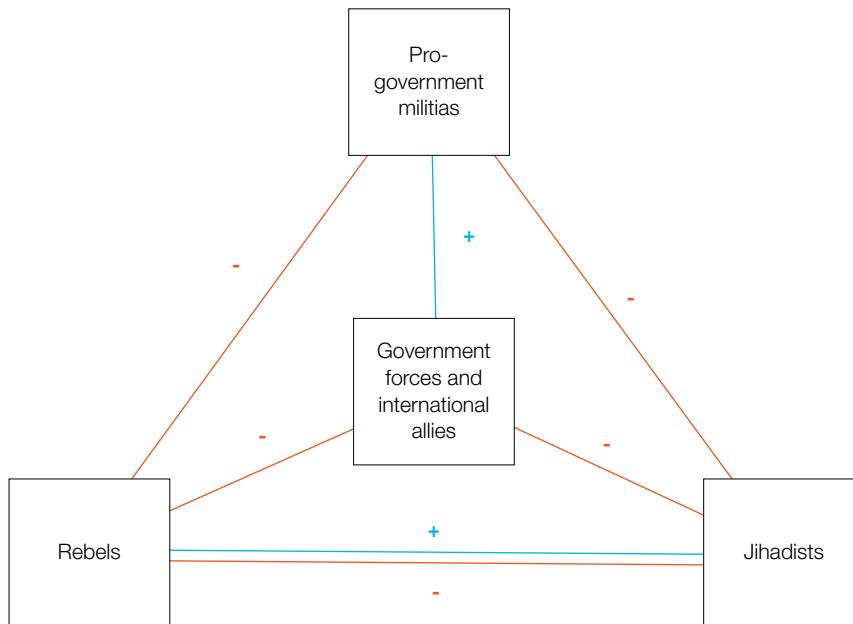 Pro-
government
militias
+
-
-
Government
forces and
international
allies
-
-
Rebels
+
-
Jihadists